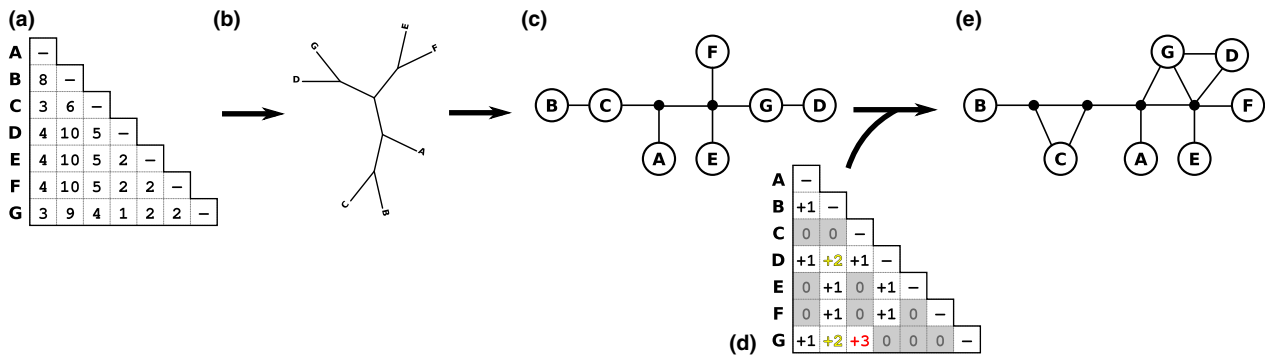 (a)
A –
B 8 –
C 3 6 –
D 4 10 5 –
E 4 10 5 2 –
F 4 10 5 2 2 –
G 3 9 4 1 2 2 –
(b)
E
G
F
D
A
C
B
(c)
F
B C G D
A E
(d)
A –
B +1 –
C 0 0 –
D +1 +2 +1 –
E 0 +1 0 +1 –
F 0 +1 0 +1 0 –
G +1 +2 +3 0 0 0 –
(e)
G D
B F
C A E